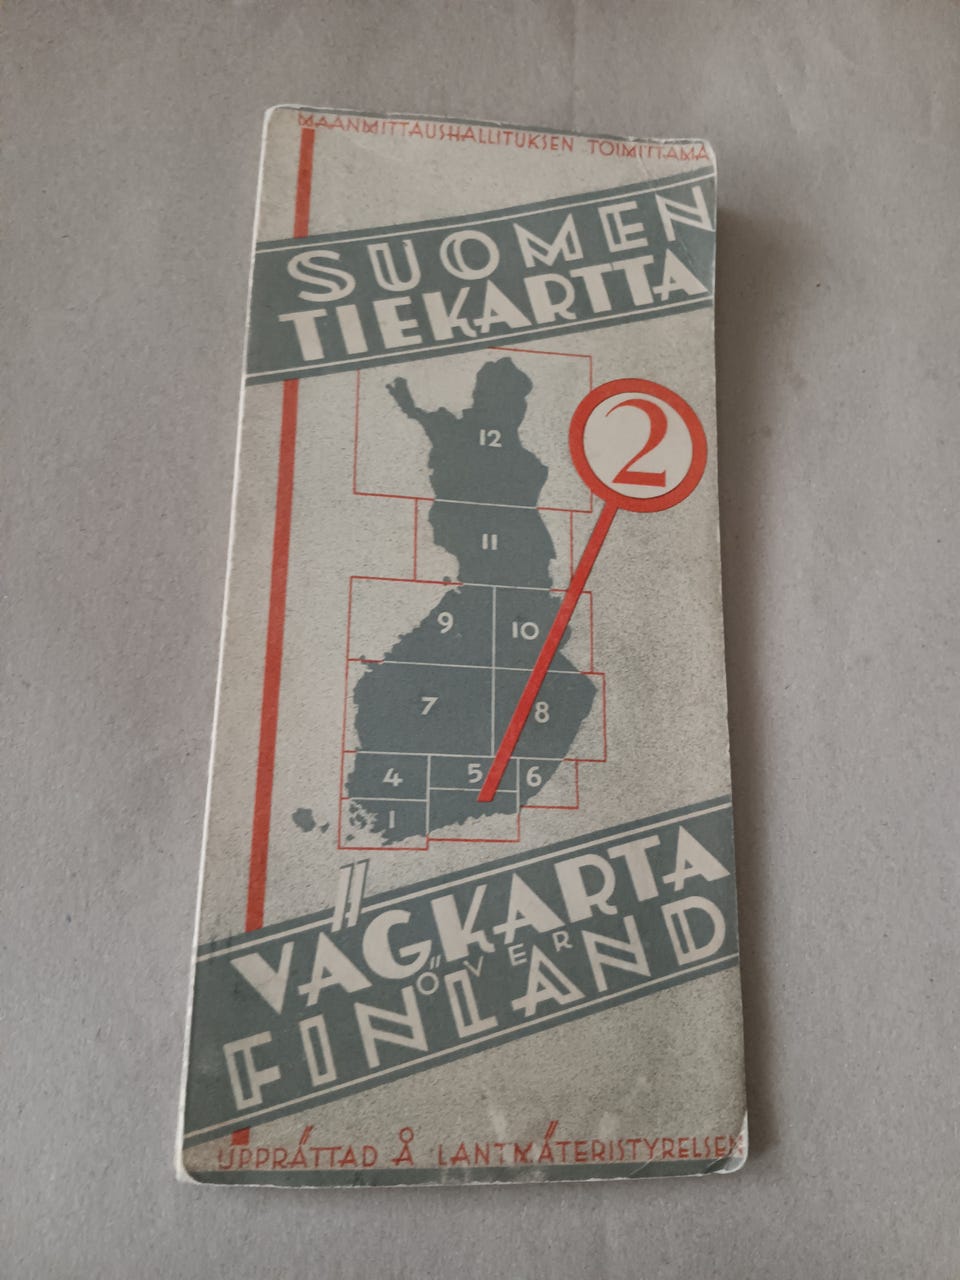 MAANMITTAUSHALLITUKSEN TOIMITTAMA
SUOMEN
TIEKARTTA
2
12
11
9 10
7 8
4 5 6
1
VÄGKARTA
ÖVER
FINLAND
UPPRÄTTAD Å LANTMÄTERISTYRELSEN